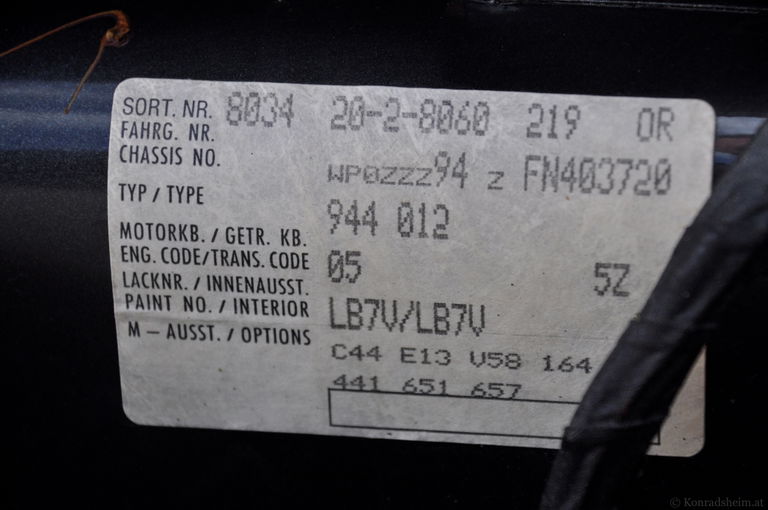 SORT. NR. 8034 20-2-8060 219 OR
FAHRG. NR.
CHASSIS NO. WP0ZZZ94 Z FN403720
TYP / TYPE 944 012
MOTORKB. / GETR. KB.
ENG. CODE/TRANS. CODE 05 5Z
LACKNR. / INNENAUSST.
PAINT NO. / INTERIOR LB7V/LB7V
M – AUSST. / OPTIONS C44 E13 V58 164
441 651 657
© Konradsheim.at